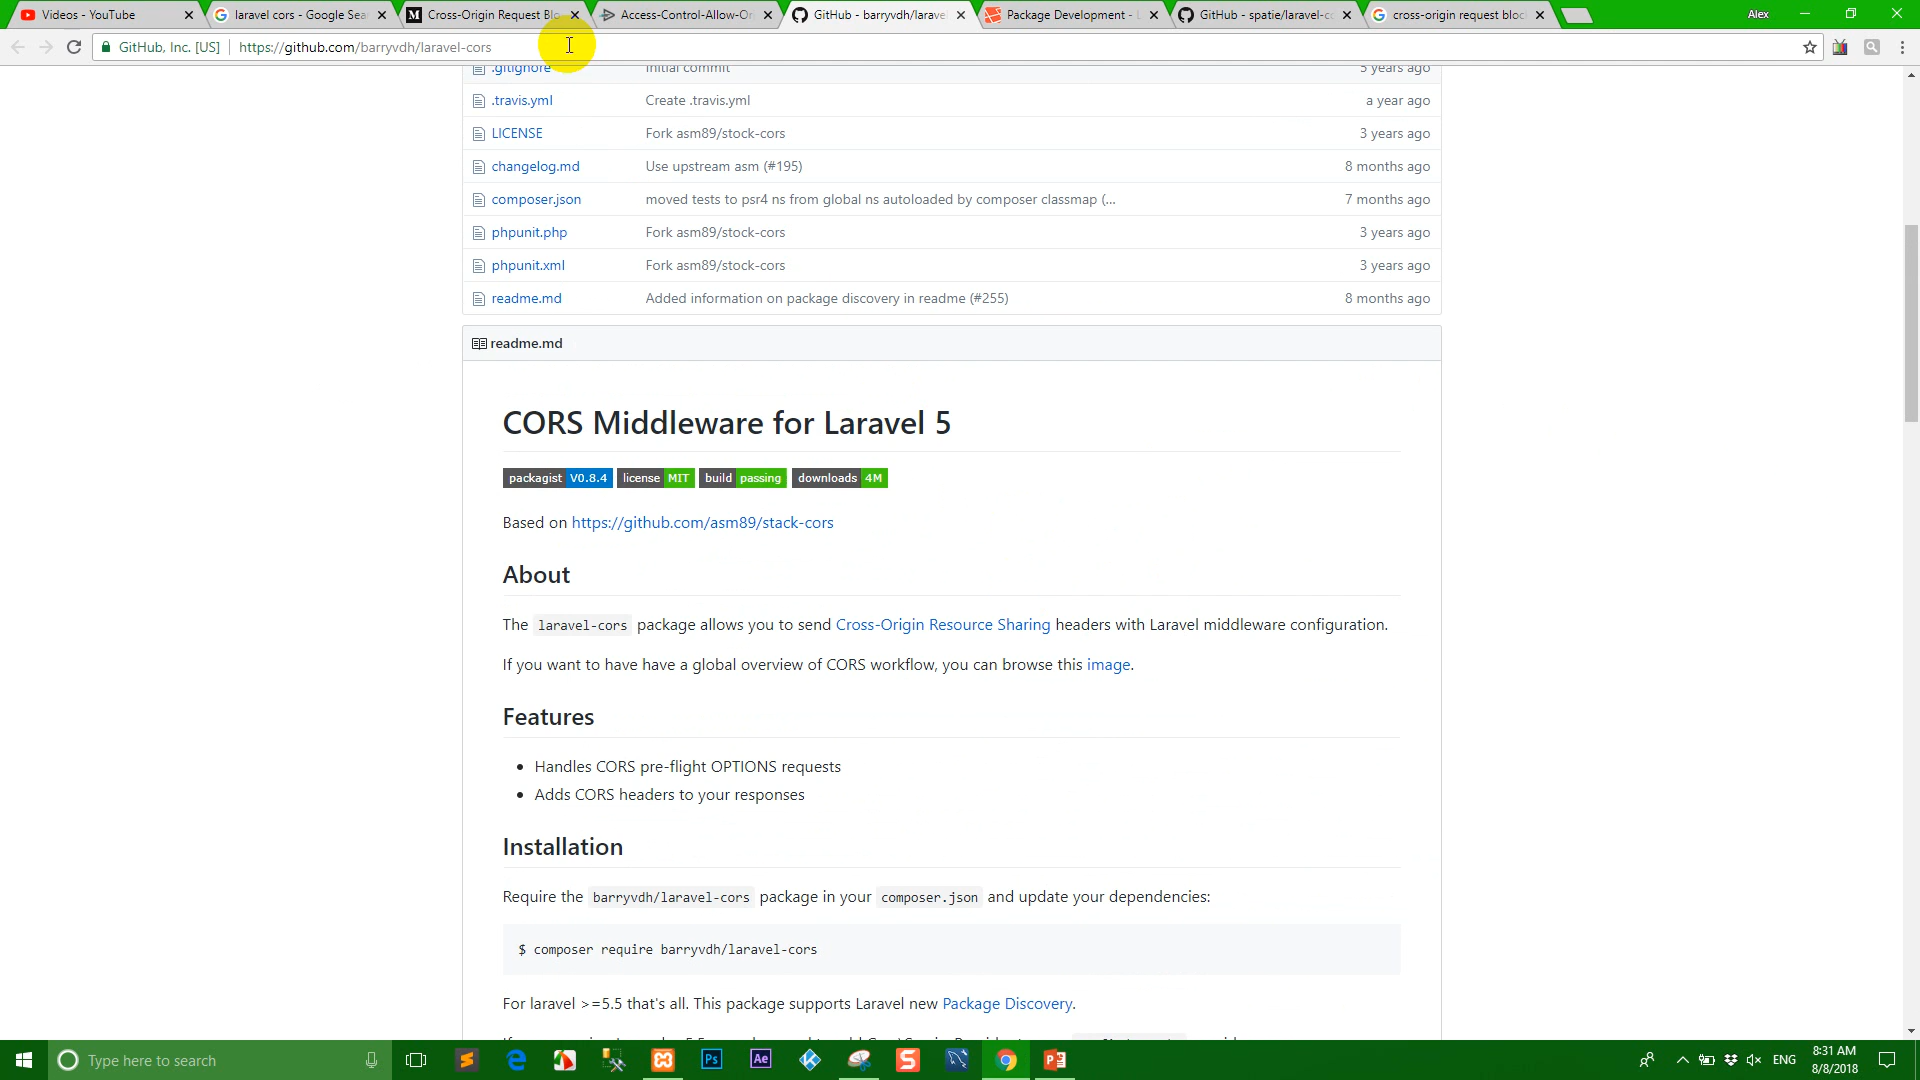 Videos - YouTube
laravel cors - Google Sea
Cross-Origin Request Blo
Access-Control-Allow-Or
GitHub - barryvdh/larave
Package Development - L
GitHub - spatie/laravel-co
cross-origin request bloc
Alex
GitHub, Inc. [US]
https://github.com/barryvdh/laravel-cors
.gitignore Initial commit 5 years ago
.travis.yml Create .travis.yml a year ago
LICENSE Fork asm89/stock-cors 3 years ago
changelog.md Use upstream asm (#195) 8 months ago
composer.json moved tests to psr4 ns from global ns autoloaded by composer classmap (... 7 months ago
phpunit.php Fork asm89/stock-cors 3 years ago
phpunit.xml Fork asm89/stock-cors 3 years ago
readme.md Added information on package discovery in readme (#255) 8 months ago
readme.md
CORS Middleware for Laravel 5
packagist V0.8.4 license MIT build passing downloads 4M
Based on https://github.com/asm89/stack-cors
About
The laravel-cors package allows you to send Cross-Origin Resource Sharing headers with Laravel middleware configuration.
If you want to have have a global overview of CORS workflow, you can browse this image.
Features
Handles CORS pre-flight OPTIONS requests
Adds CORS headers to your responses
Installation
Require the barryvdh/laravel-cors package in your composer.json and update your dependencies:
$ composer require barryvdh/laravel-cors
For laravel >=5.5 that's all. This package supports Laravel new Package Discovery.
Type here to search
Ps
Ae
ENG
8:31 AM
8/8/2018